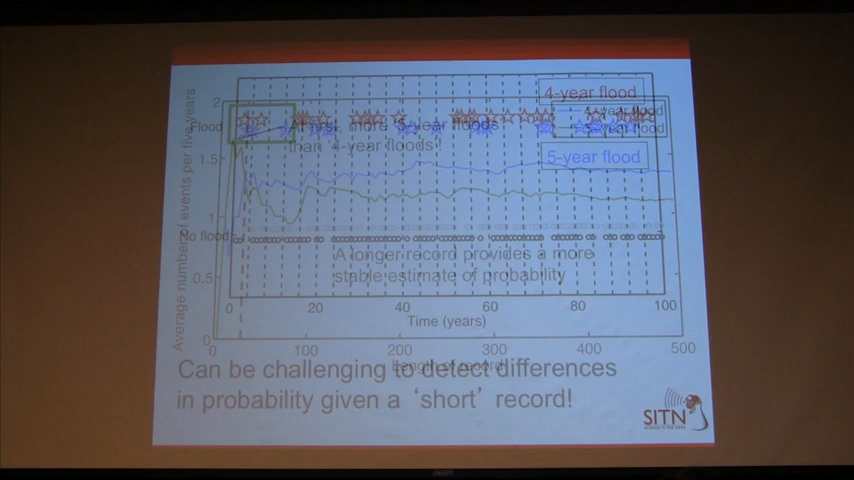 4-year flood
2
4-year flood
Flood
5-year flood
At first, more '5-year floods'
than '4-year floods'!
5-year flood
1.5
Average number of events per five years
1
No flood
A longer record provides a more
stable estimate of probability
0.5
0
20
40
60
80
100
Time (years)
0
100
200
300
400
500
Length of record
Can be challenging to detect differences
in probability given a 'short' record!
SITN